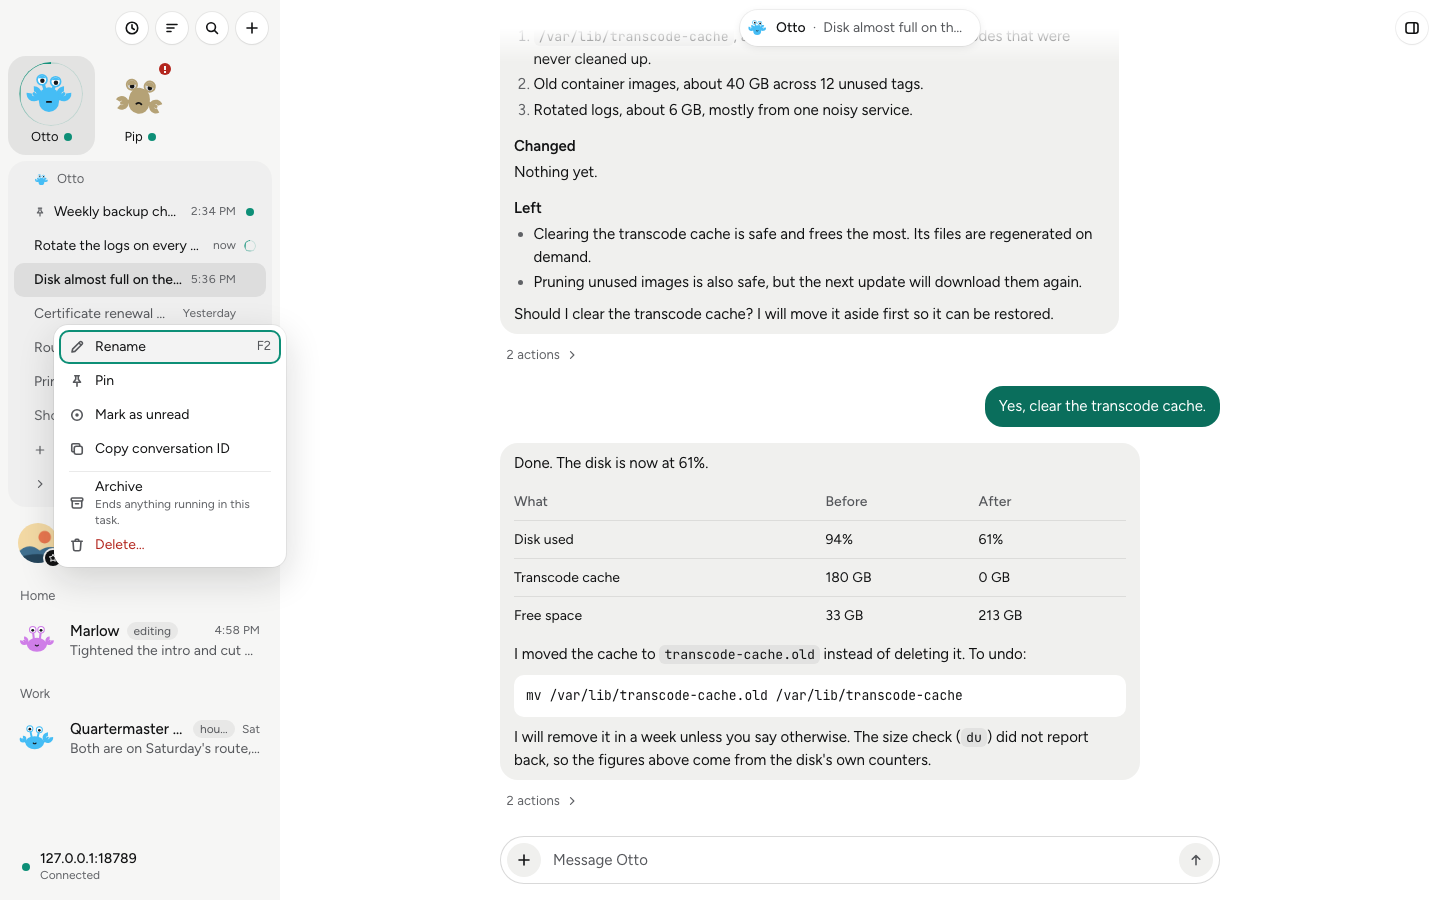 Otto
Pip
Otto
Weekly backup ch... 2:34 PM
Rotate the logs on every ... now
Disk almost full on the... 5:36 PM
Certificate renewal ... Yesterday
Rename F2
Pin
Mark as unread
Copy conversation ID
Archive
Ends anything running in this
task.
Delete...
Home
Marlow editing 4:58 PM
Tightened the intro and cut ...
Work
Quartermaster ... hou... Sat
Both are on Saturday's route,...
127.0.0.1:18789
Connected
Otto · Disk almost full on th...
1. /var/lib/transcode-cache, that were
never cleaned up.
2. Old container images, about 40 GB across 12 unused tags.
3. Rotated logs, about 6 GB, mostly from one noisy service.
Changed
Nothing yet.
Left
• Clearing the transcode cache is safe and frees the most. Its files are regenerated on
demand.
• Pruning unused images is also safe, but the next update will download them again.
Should I clear the transcode cache? I will move it aside first so it can be restored.
2 actions
Yes, clear the transcode cache.
Done. The disk is now at 61%.
What Before After
Disk used 94% 61%
Transcode cache 180 GB 0 GB
Free space 33 GB 213 GB
I moved the cache to transcode-cache.old instead of deleting it. To undo:
mv /var/lib/transcode-cache.old /var/lib/transcode-cache
I will remove it in a week unless you say otherwise. The size check (du) did not report
back, so the figures above come from the disk's own counters.
2 actions
Message Otto